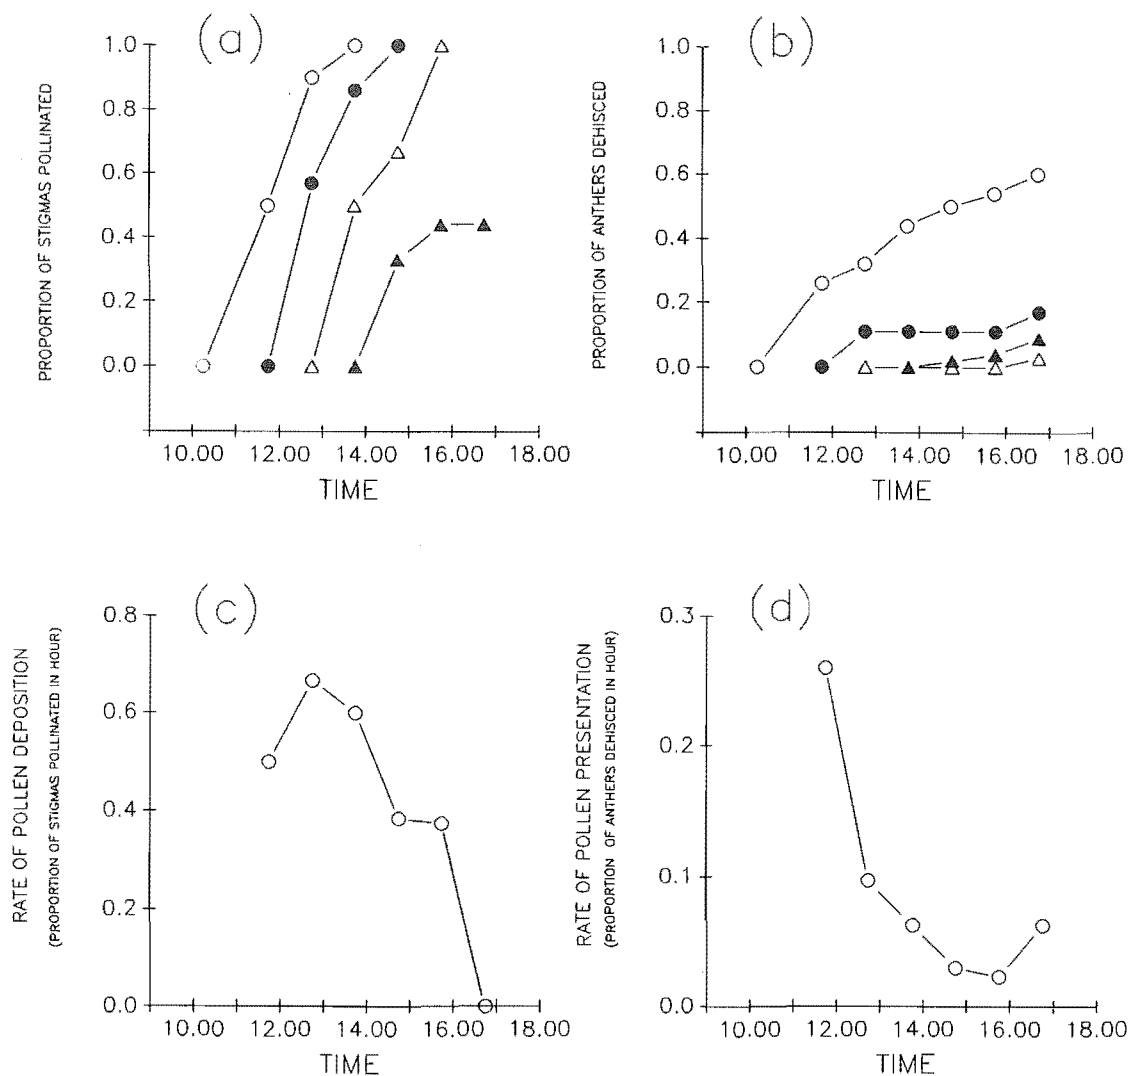 (a)
PROPORTION OF STIGMAS POLLINATED
1.0
0.8
0.6
0.4
0.2
0.0
10.00 12.00 14.00 16.00 18.00
TIME
(b)
PROPORTION OF ANTHERS DEHISCED
1.0
0.8
0.6
0.4
0.2
0.0
10.00 12.00 14.00 16.00 18.00
TIME
(c)
RATE OF POLLEN DEPOSITION
(PROPORTION OF STIGMAS POLLINATED IN HOUR)
0.8
0.6
0.4
0.2
0.0
10.00 12.00 14.00 16.00 18.00
TIME
(d)
RATE OF POLLEN PRESENTATION
(PROPORTION OF ANTHERS DEHISCED IN HOUR)
0.3
0.2
0.1
0.0
10.00 12.00 14.00 16.00 18.00
TIME